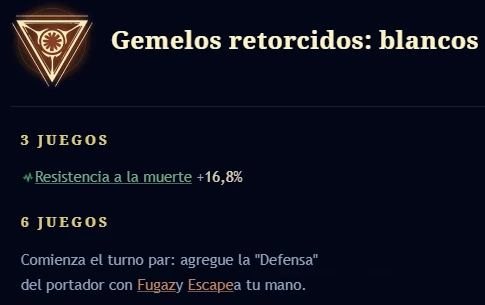 Gemelos retorcidos: blancos
3 JUEGOS
Resistencia a la muerte +16,8%
6 JUEGOS
Comienza el turno par: agregue la "Defensa"
del portador con Fugazy Escapea tu mano.